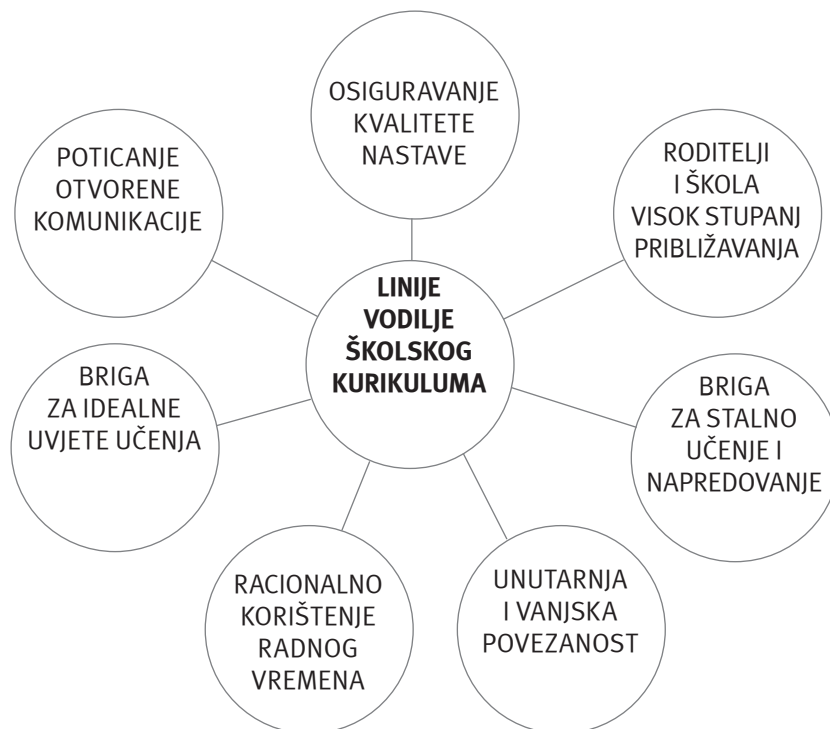 OSIGURAVANJE
KVALITETE
NASTAVE
POTICANJE
OTVORENE
KOMUNIKACIJE
RODITELJI
I ŠKOLA
VISOK STUPANJ
PRIBLIŽAVANJA
LINIJE
VODILJE
ŠKOLSKOG
KURIKULUMA
BRIGA
ZA IDEALNE
UVJETE UČENJA
BRIGA
ZA STALNO
UČENJE I
NAPREDOVANJE
RACIONALNO
KORIŠTENJE
RADNOG
VREMENA
UNUTARNJA
I VANJSKA
POVEZANOST